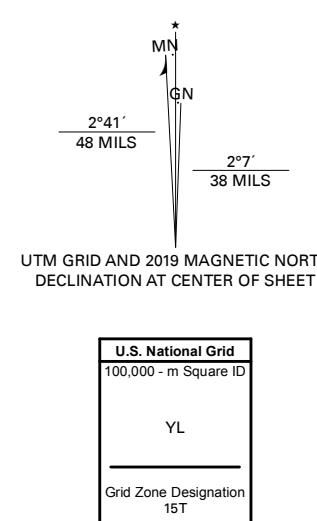 ★
MN
GN
2°41´
48 MILS
2°7´
38 MILS
UTM GRID AND 2019 MAGNETIC NORT
DECLINATION AT CENTER OF SHEET
U.S. National Grid
100,000 - m Square ID
YL
Grid Zone Designation
15T